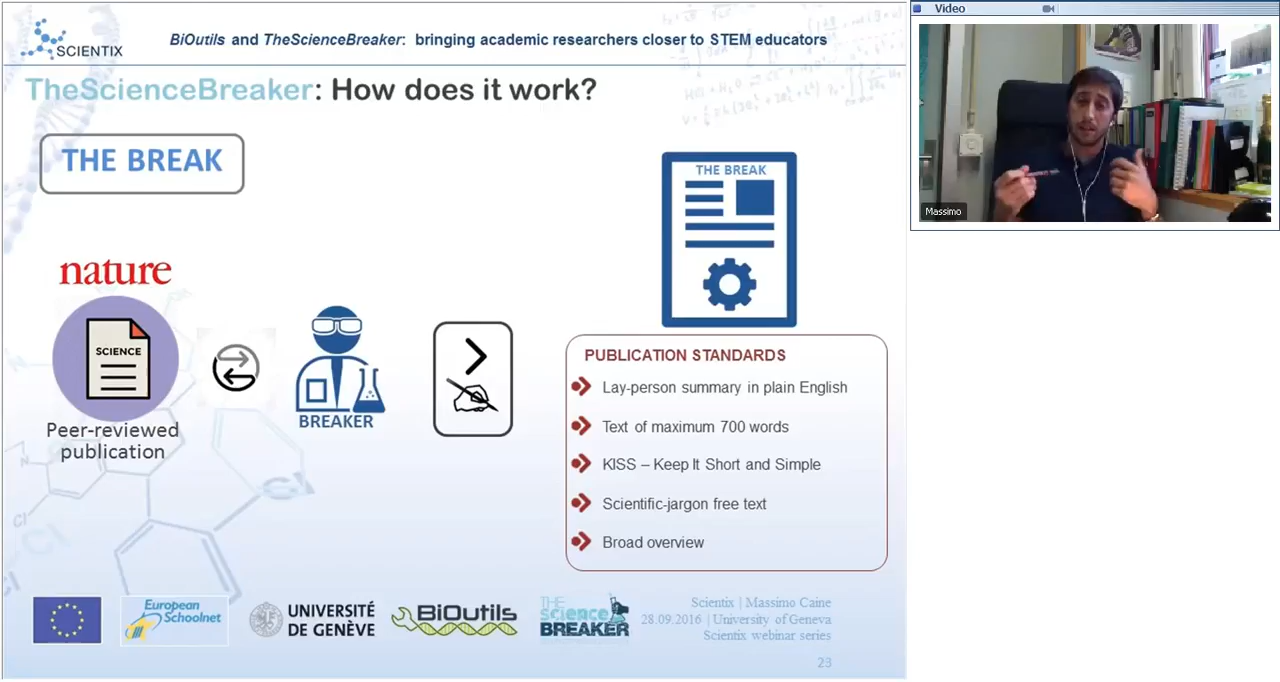 Video
SCIENTIX
BiOutils and TheScienceBreaker: bringing academic researchers closer to STEM educators
TheScienceBreaker: How does it work?
THE BREAK
THE BREAK
Massimo
nature
SCIENCE
Peer-reviewed
publication
BREAKER
PUBLICATION STANDARDS
Lay-person summary in plain English
Text of maximum 700 words
KISS – Keep It Short and Simple
Scientific-jargon free text
Broad overview
European
Schoolnet
UNIVERSITÉ
DE GENÈVE
BiOutils
THE
Science
BREAKER
Scientix | Massimo Caine
28.09.2016 | University of Geneva
Scientix webinar series
23